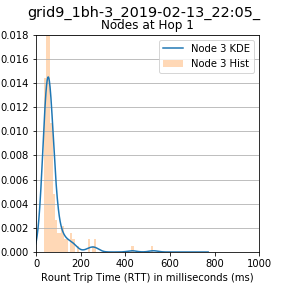 grid9_1bh-3_2019-02-13_22:05_
Nodes at Hop 1
Node 3 KDE
Node 3 Hist
0.018
0.016
0.014
0.012
0.010
0.008
0.006
0.004
0.002
0.000
0 200 400 600 800 1000
Rount Trip Time (RTT) in milliseconds (ms)